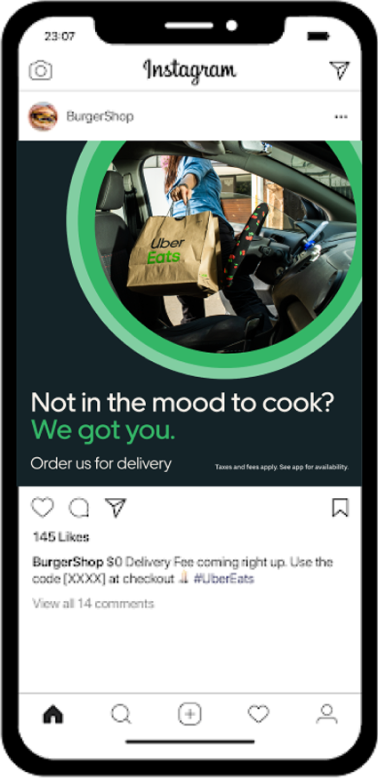 23:07
Instagram
BurgerShop
Uber
Eats
Not in the mood to cook?
We got you.
Order us for delivery
Taxes and fees apply. See app for availability.
145 Likes
BurgerShop $0 Delivery Fee coming right up. Use the
code [XXXX] at checkout #UberEats
View all 14 comments